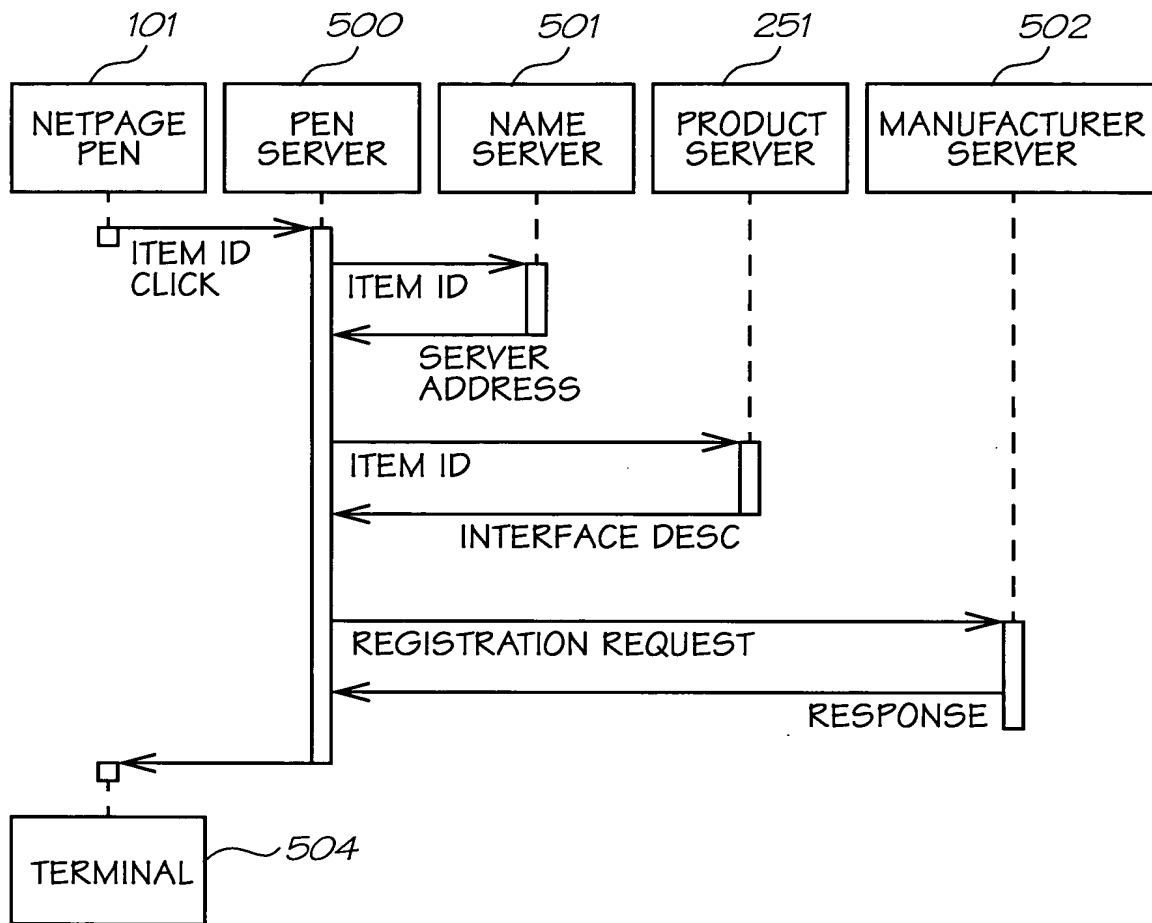 101
500
501
251
502
NETPAGE
PEN
PEN
SERVER
NAME
SERVER
PRODUCT
SERVER
MANUFACTURER
SERVER
ITEM ID
CLICK
ITEM ID
SERVER
ADDRESS
ITEM ID
INTERFACE DESC
REGISTRATION REQUEST
RESPONSE
TERMINAL
504